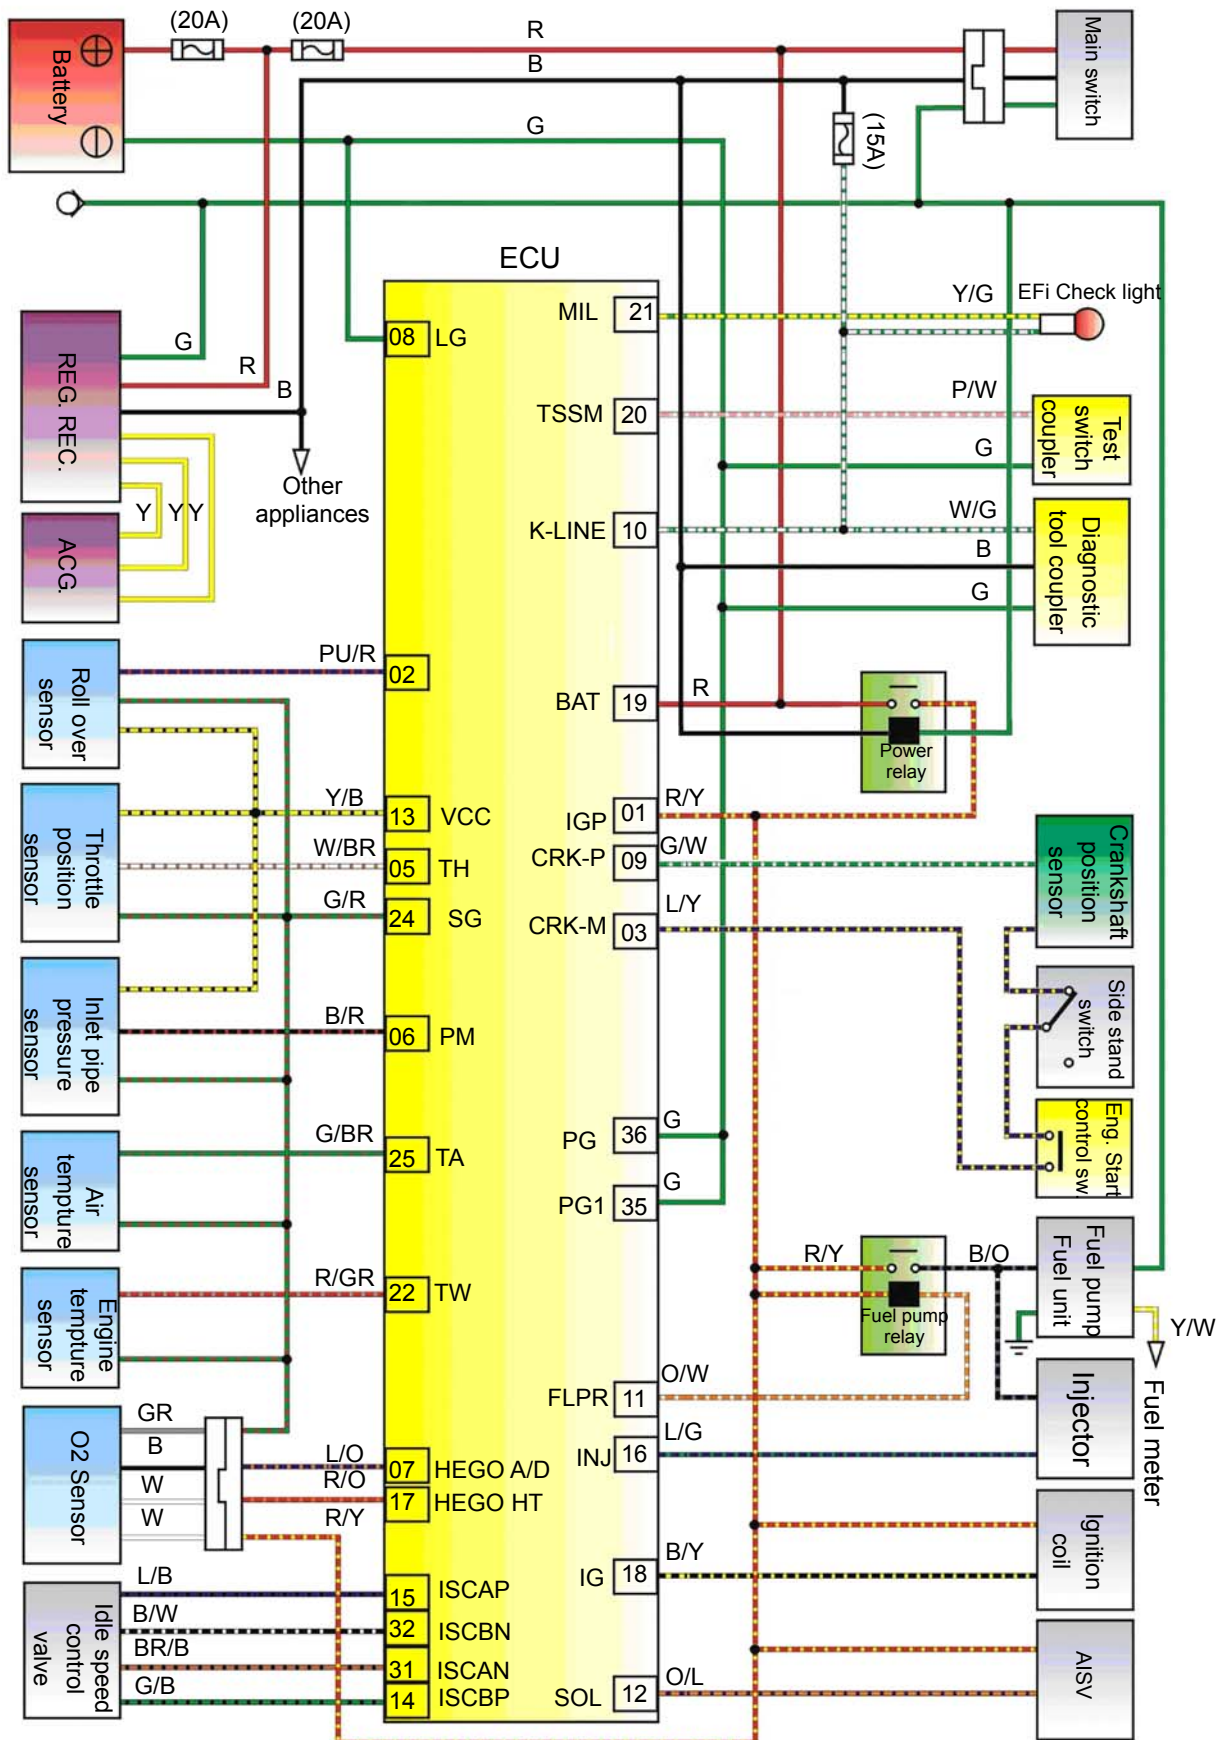 (20A)
(20A)
R
B
G
Battery
Main switch
(15A)
ECU
MIL
21
Y/G
EFi Check light
08
LG
G
R
B
REG. REC.
TSSM
20
P/W
G
Test
switch
coupler
Other
appliances
Y
Y
Y
ACG.
K-LINE
10
W/G
B
G
Diagnostic
tool coupler
PU/R
02
Roll over
sensor
BAT
19
R
Power
relay
Y/B
13
VCC
W/BR
05
TH
G/R
24
SG
Throttle
position
sensor
IGP
01
R/Y
CRK-P
09
G/W
CRK-M
03
L/Y
Crankshaft
position
sensor
Inlet pipe
pressure
sensor
B/R
06
PM
Side stand
switch
Eng. Start
control sw.
G/BR
25
TA
Air
tempture
sensor
PG
36
G
PG1
35
G
R/GR
22
TW
Engine
tempture
sensor
R/Y
B/O
Fuel pump
relay
Fuel pump
Fuel unit
Y/W
Fuel meter
FLPR
11
O/W
INJ
16
L/G
Injector
O2 Sensor
GR
B
W
W
L/O
07
HEGO A/D
R/O
17
HEGO HT
R/Y
IG
18
B/Y
Ignition
coil
Idle speed
control
valve
L/B
15
ISCAP
B/W
32
ISCBN
BR/B
31
ISCAN
G/B
14
ISCBP
SOL
12
O/L
AISV